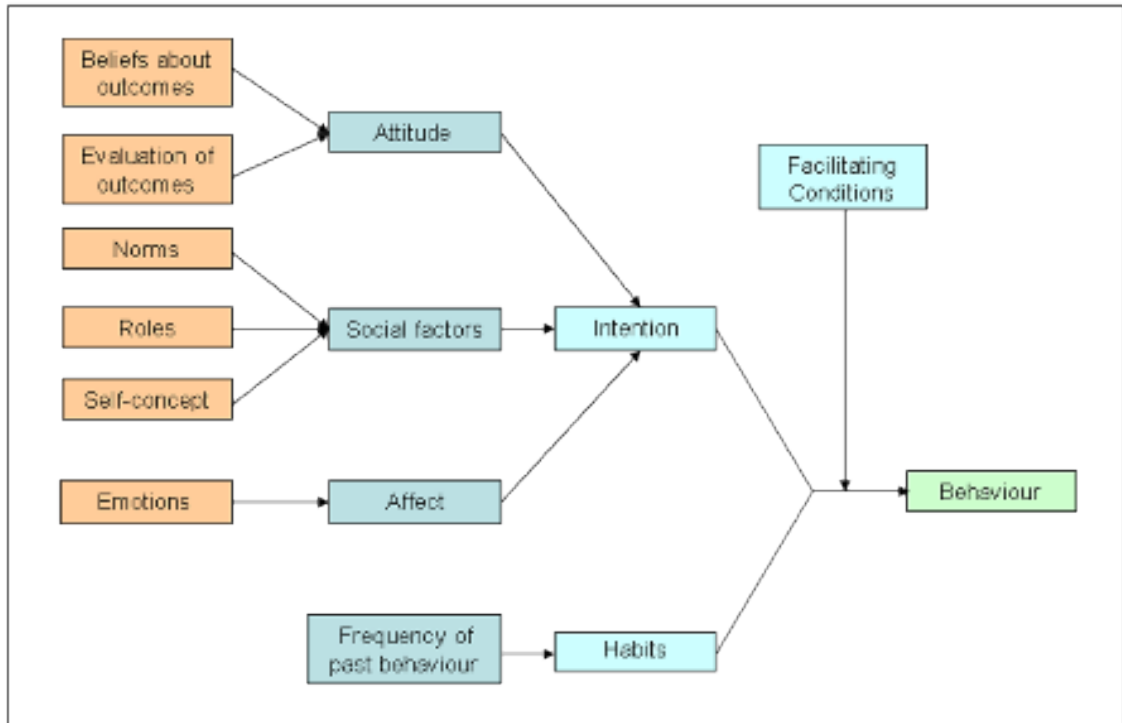 Beliefs about
outcomes
Evaluation of
outcomes
Norms
Roles
Self-concept
Emotions
Attitude
Social factors
Affect
Frequency of
past behaviour
Intention
Habits
Facilitating
Conditions
Behaviour